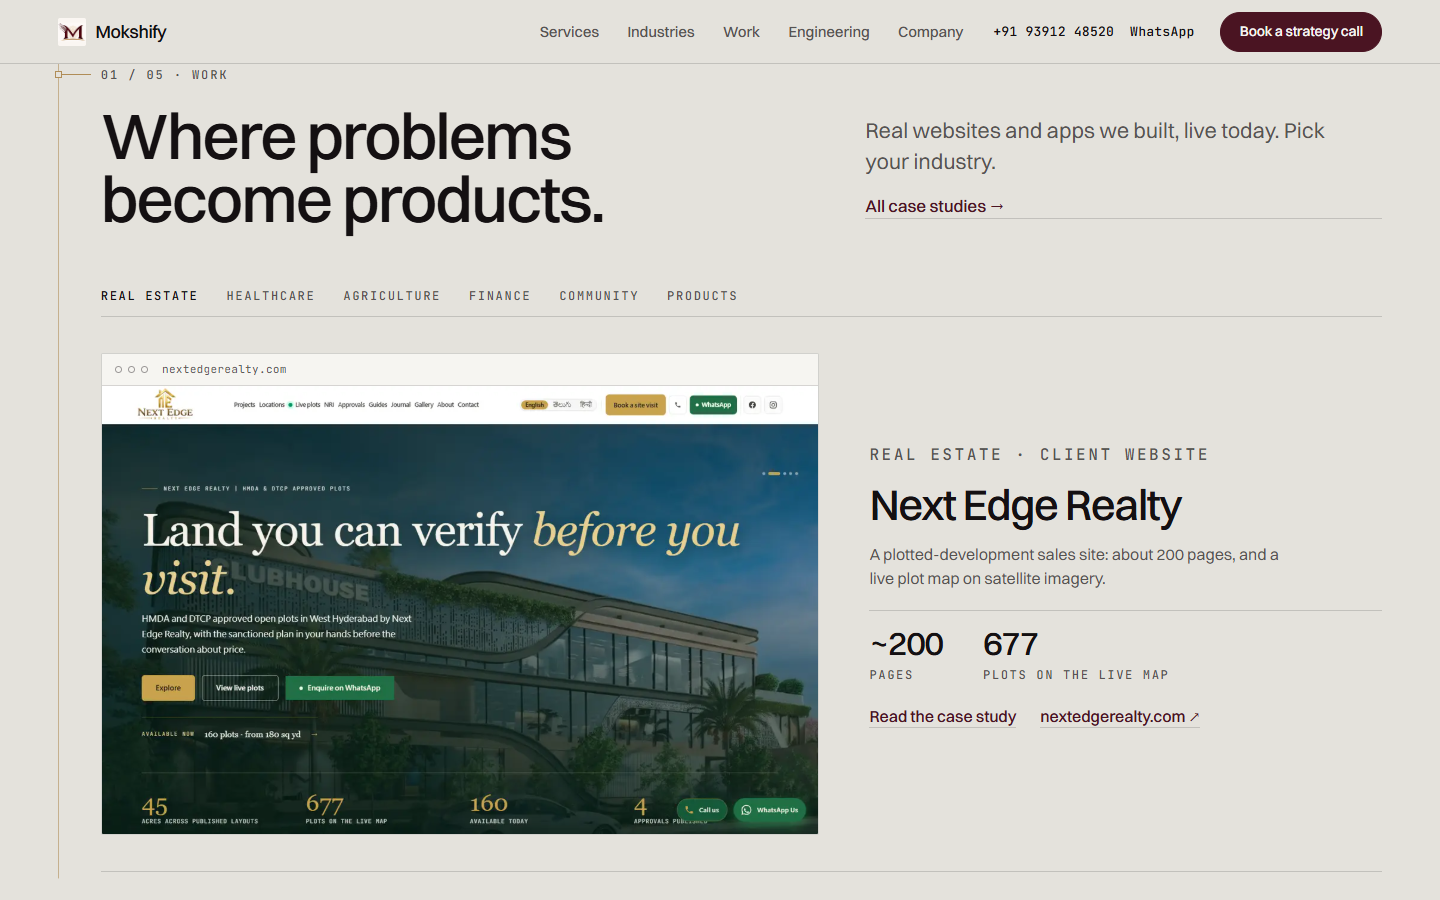 Mokshify
Services Industries Work Engineering Company +91 93912 48520 WhatsApp Book a strategy call
01 / 05 · WORK
Where problems
become products.
Real websites and apps we built, live today. Pick
your industry.
All case studies →
REAL ESTATE HEALTHCARE AGRICULTURE FINANCE COMMUNITY PRODUCTS
nextedgerealty.com
NEXT EDGE
Projects Locations Live plots NRI Approvals Guides Journal Gallery About Contact English తెలుగు हिन्दी Book a site visit WhatsApp
NEXT EDGE REALTY | HMDA & DTCP APPROVED PLOTS
Land you can verify before you
visit.
CLUBHOUSE
HMDA and DTCP approved open plots in West Hyderabad by Next
Edge Realty, with the sanctioned plan in your hands before the
conversation about price.
Explore View live plots Enquire on WhatsApp
AVAILABLE NOW 160 plots · from 180 sq yd →
45 677 160 4
ACRES ACROSS PUBLISHED LAYOUTS PLOTS ON THE LIVE MAP AVAILABLE TODAY APPROVALS PUBLISHED
Call us WhatsApp Us
REAL ESTATE · CLIENT WEBSITE
Next Edge Realty
A plotted-development sales site: about 200 pages, and a
live plot map on satellite imagery.
~200 677
PAGES PLOTS ON THE LIVE MAP
Read the case study nextedgerealty.com ↗